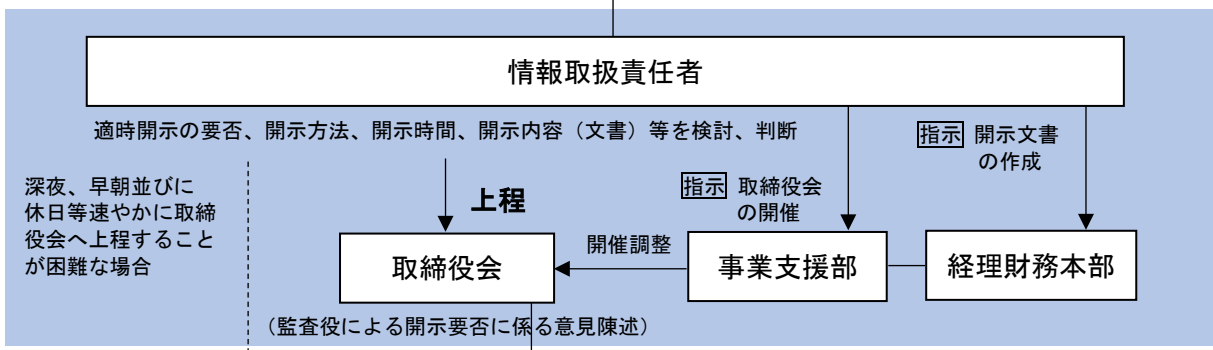 情報取扱責任者
適時開示の要否、開示方法、開示時間、開示内容（文書）等を検討、判断
指示 開示文書
の作成
深夜、早朝並びに
休日等速やかに取締
役会へ上程すること
が困難な場合
上程
指示 取締役会
の開催
取締役会
開催調整
事業支援部
経理財務本部
（監査役による開示要否に係る意見陳述）